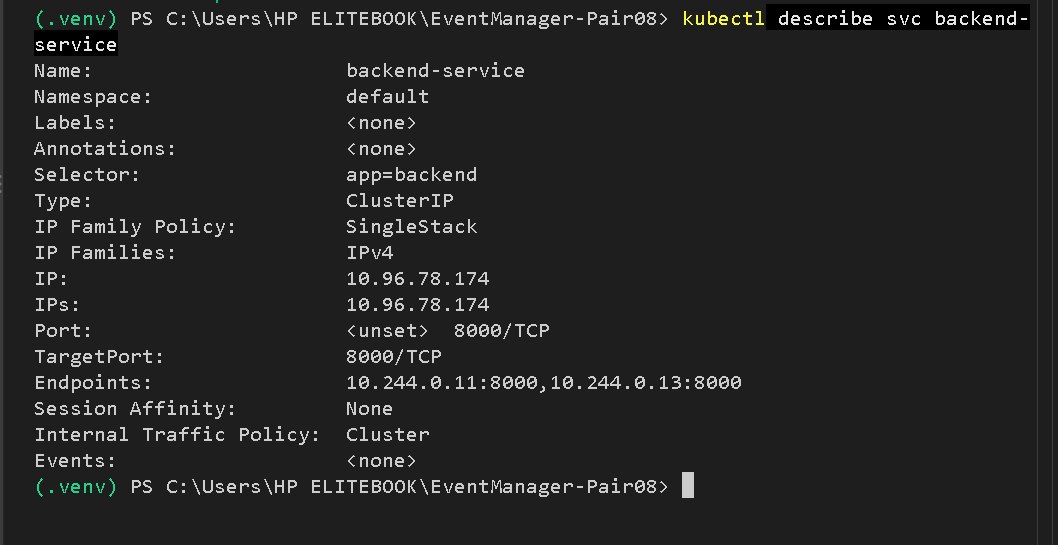 (.venv) PS C:\Users\HP ELITEBOOK\EventManager-Pair08> kubectl describe svc backend-
service
Name:                     backend-service
Namespace:                default
Labels:                   <none>
Annotations:              <none>
Selector:                 app=backend
Type:                     ClusterIP
IP Family Policy:         SingleStack
IP Families:              IPv4
IP:                       10.96.78.174
IPs:                      10.96.78.174
Port:                     <unset>  8000/TCP
TargetPort:               8000/TCP
Endpoints:                10.244.0.11:8000,10.244.0.13:8000
Session Affinity:         None
Internal Traffic Policy:  Cluster
Events:                   <none>
(.venv) PS C:\Users\HP ELITEBOOK\EventManager-Pair08>